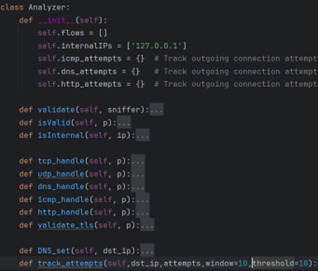 class Analyzer:
def __init__(self):
self.flows = []
self.internalIPs = ['127.0.0.1']
self.icmp_attempts = {}  # Track outgoing connection attempt
self.dns_attempts = {}  # Track outgoing connection attempt
self.http_attempts = {}  # Track outgoing connection attempt
def validate(self, sniffer):...
def isValid(self, p):...
def isInternal(self, ip):...
def tcp_handle(self, p):...
def udp_handle(self, p):...
def dns_handle(self, p):...
def icmp_handle(self, p):...
def http_handle(self, p):...
def validate_tls(self, p):...
def DNS_set(self, dst_ip):...
def track_attempts(self,dst_ip,attempts,window=10,threshold=10):